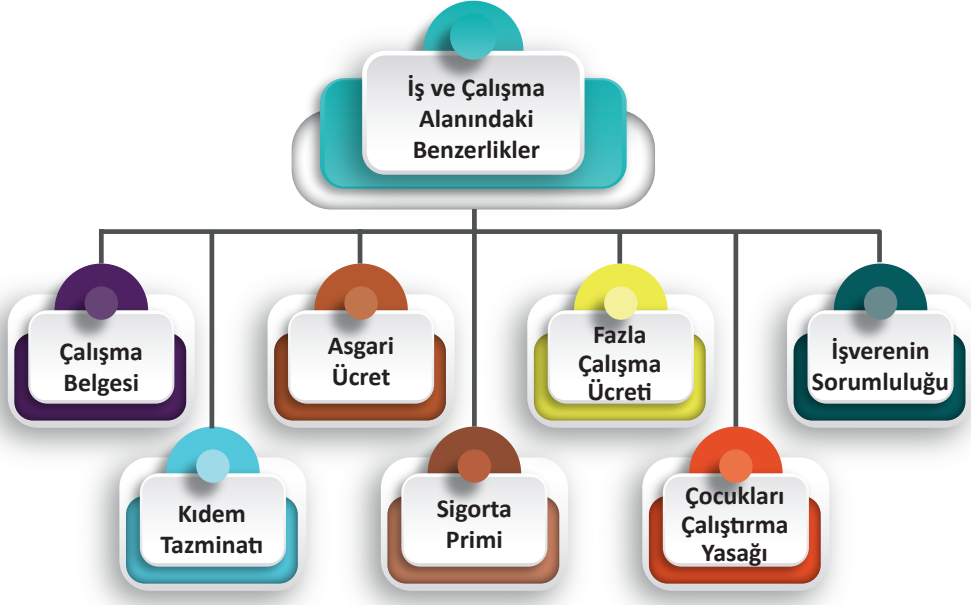 İş ve Çalışma
Alanındaki
Benzerlikler
Çalışma
Belgesi
Asgari
Ücret
Fazla
Çalışma
Ücreti
İşverenin
Sorumluluğu
Kıdem
Tazminatı
Sigorta
Primi
Çocukları
Çalıştırma
Yasağı